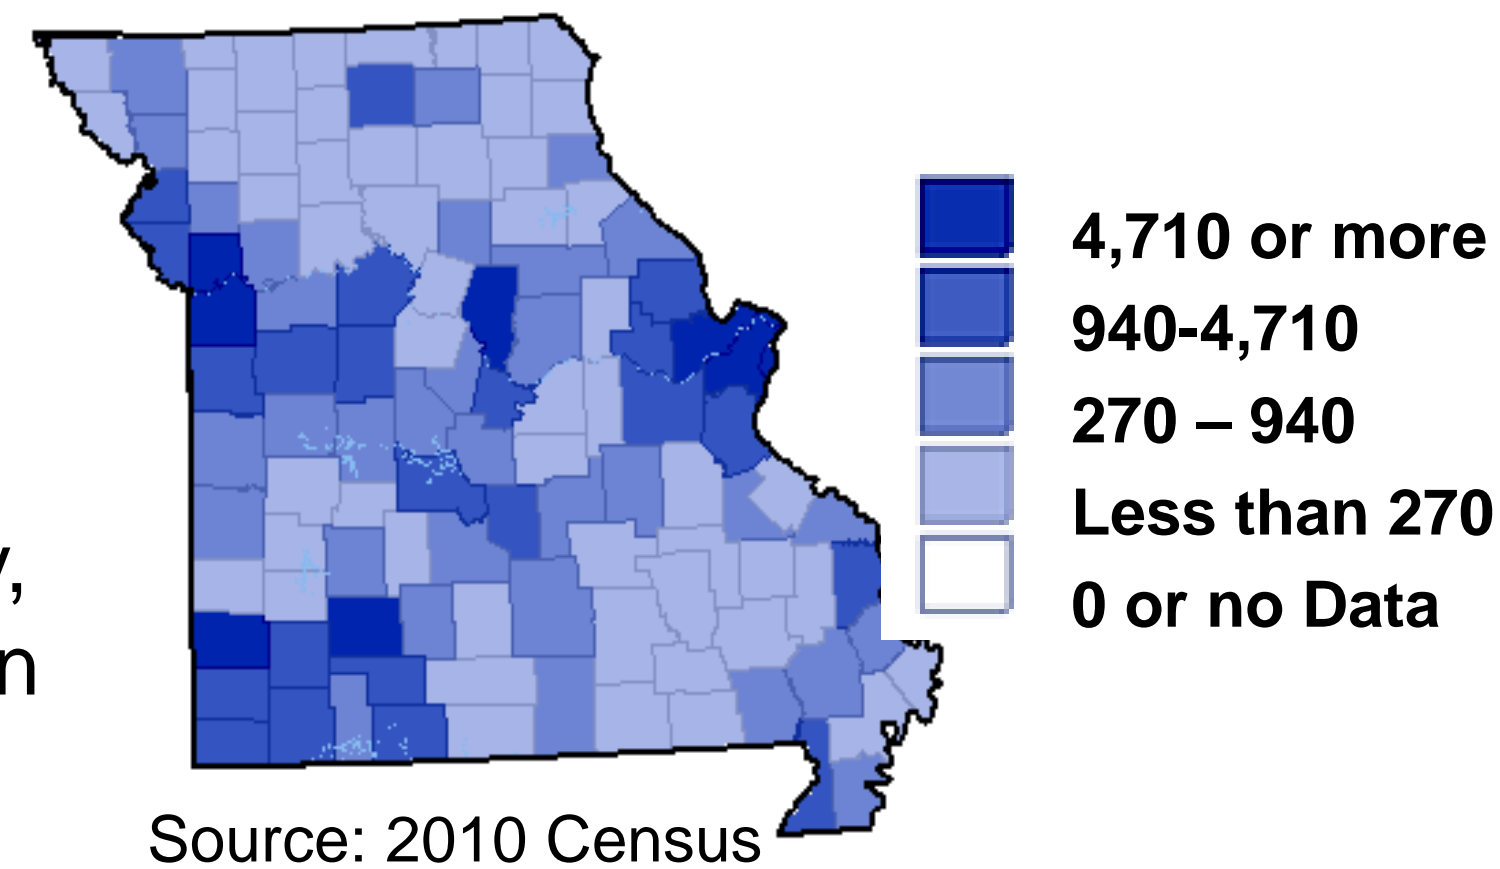 4,710 or more
940-4,710
270 – 940
Less than 270
0 or no Data
Source: 2010 Census